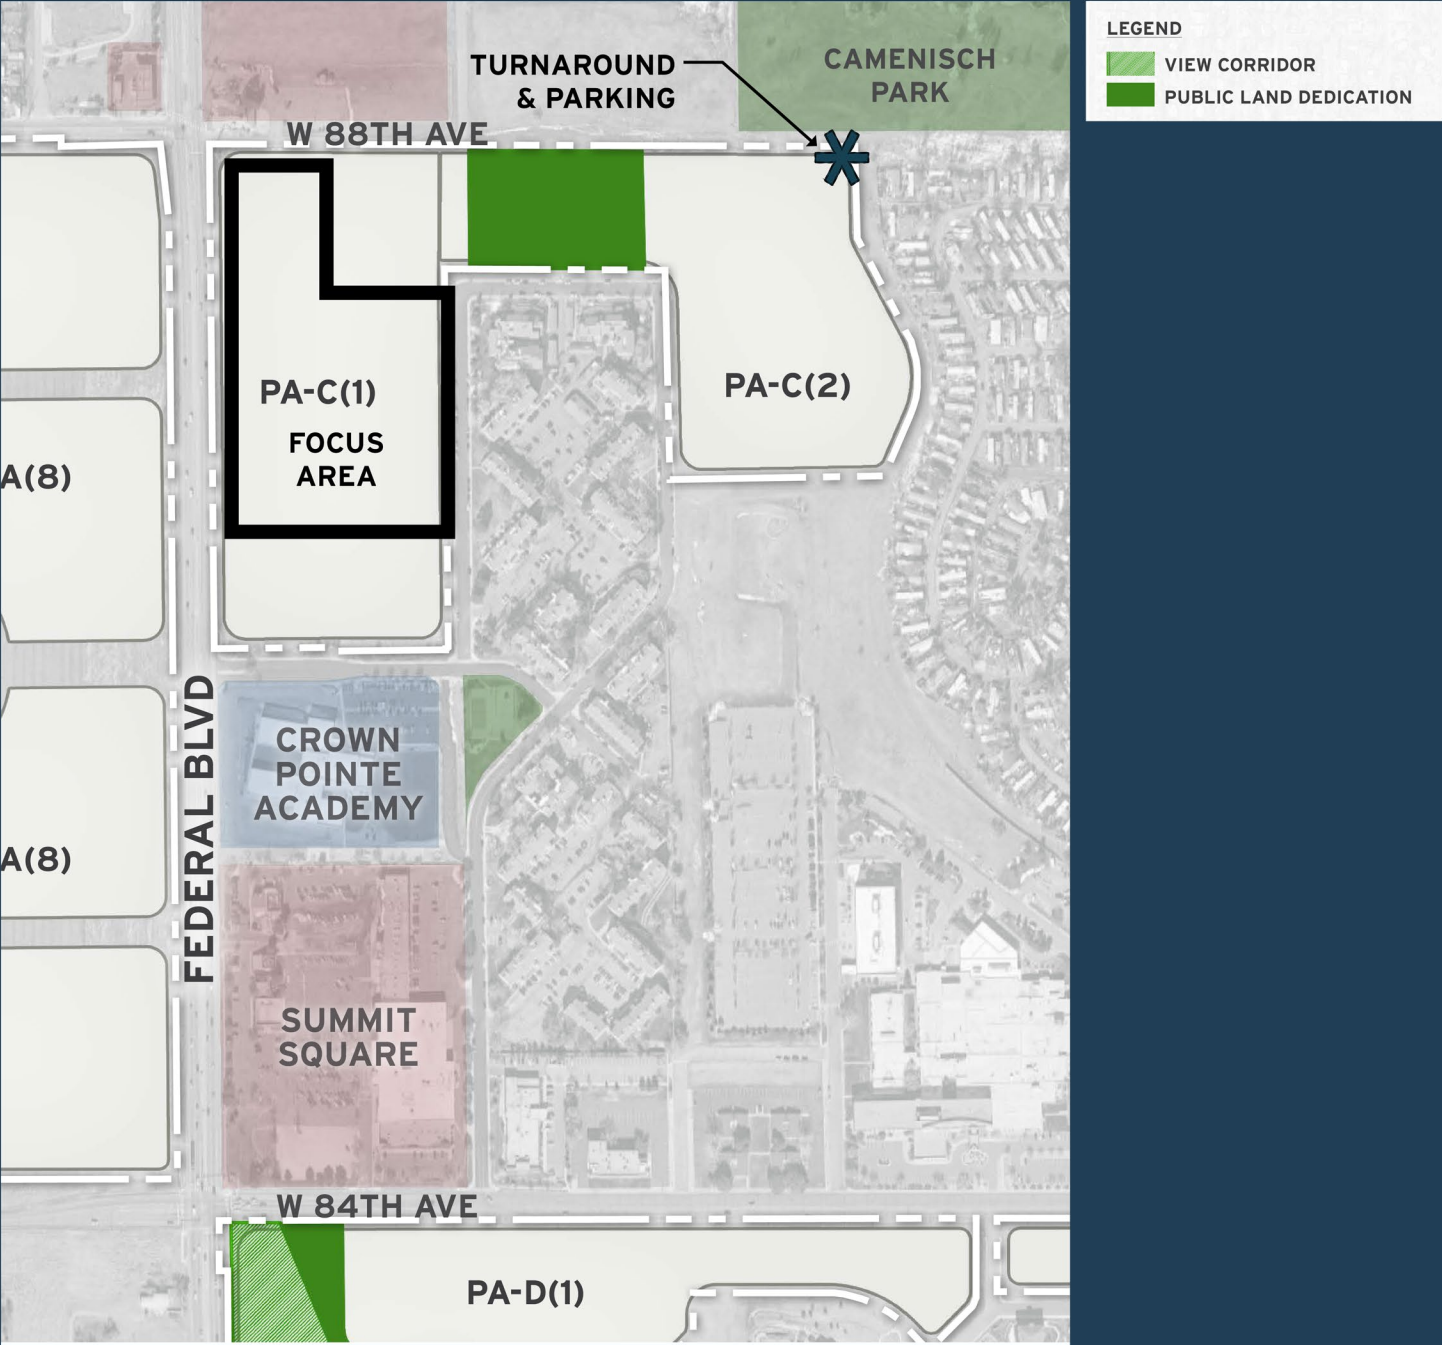 LEGEND
VIEW CORRIDOR
PUBLIC LAND DEDICATION
TURNAROUND
& PARKING
CAMENISCH
PARK
W 88TH AVE
PA-C(1)
FOCUS
AREA
PA-C(2)
A(8)
FEDERAL BLVD
CROWN
POINTE
ACADEMY
A(8)
SUMMIT
SQUARE
W 84TH AVE
PA-D(1)